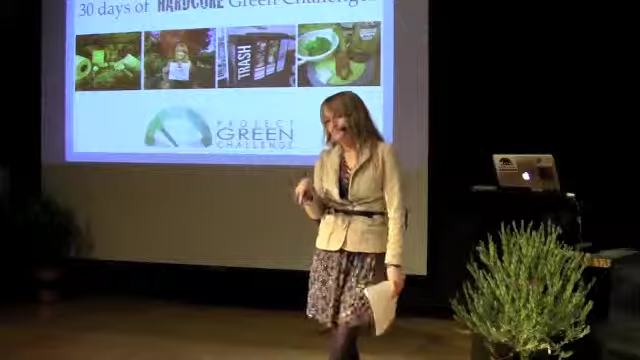 30 days of HARDCORE Green Challenge
TRASH
PROJECT
GREEN
CHALLENGE